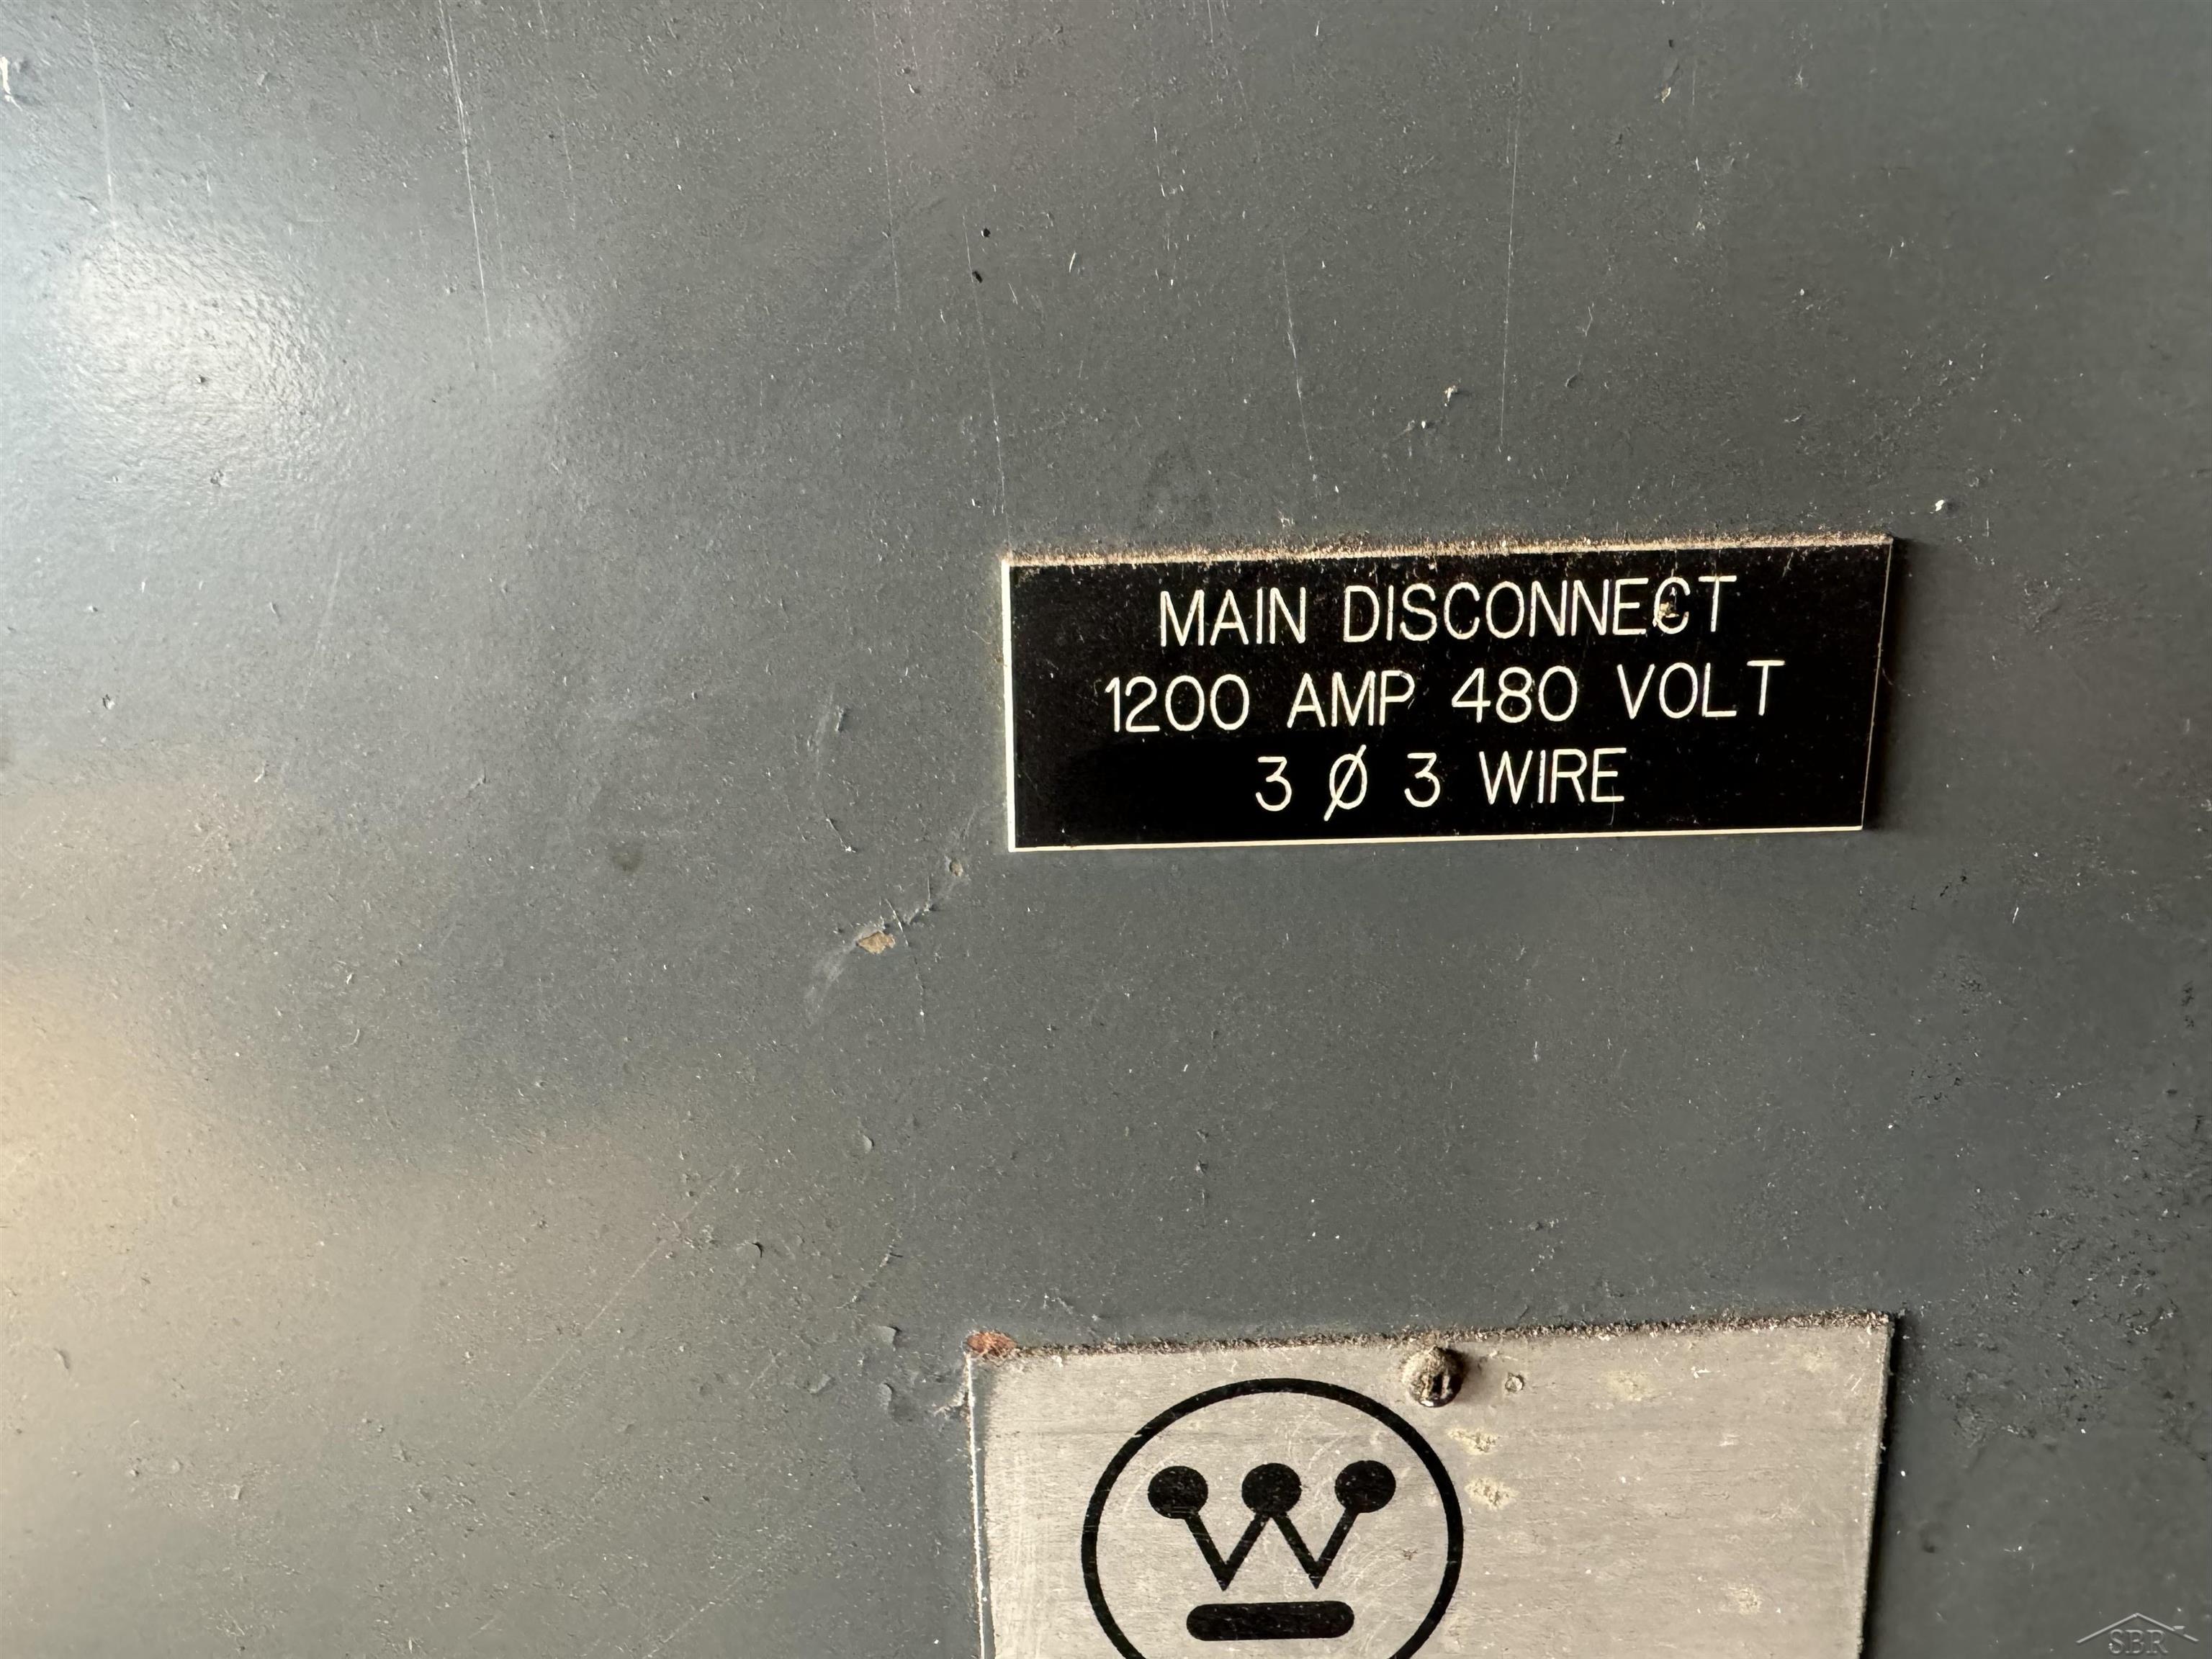 MAIN DISCONNECT
1200 AMP 480 VOLT
3 Ø 3 WIRE
W
SBR